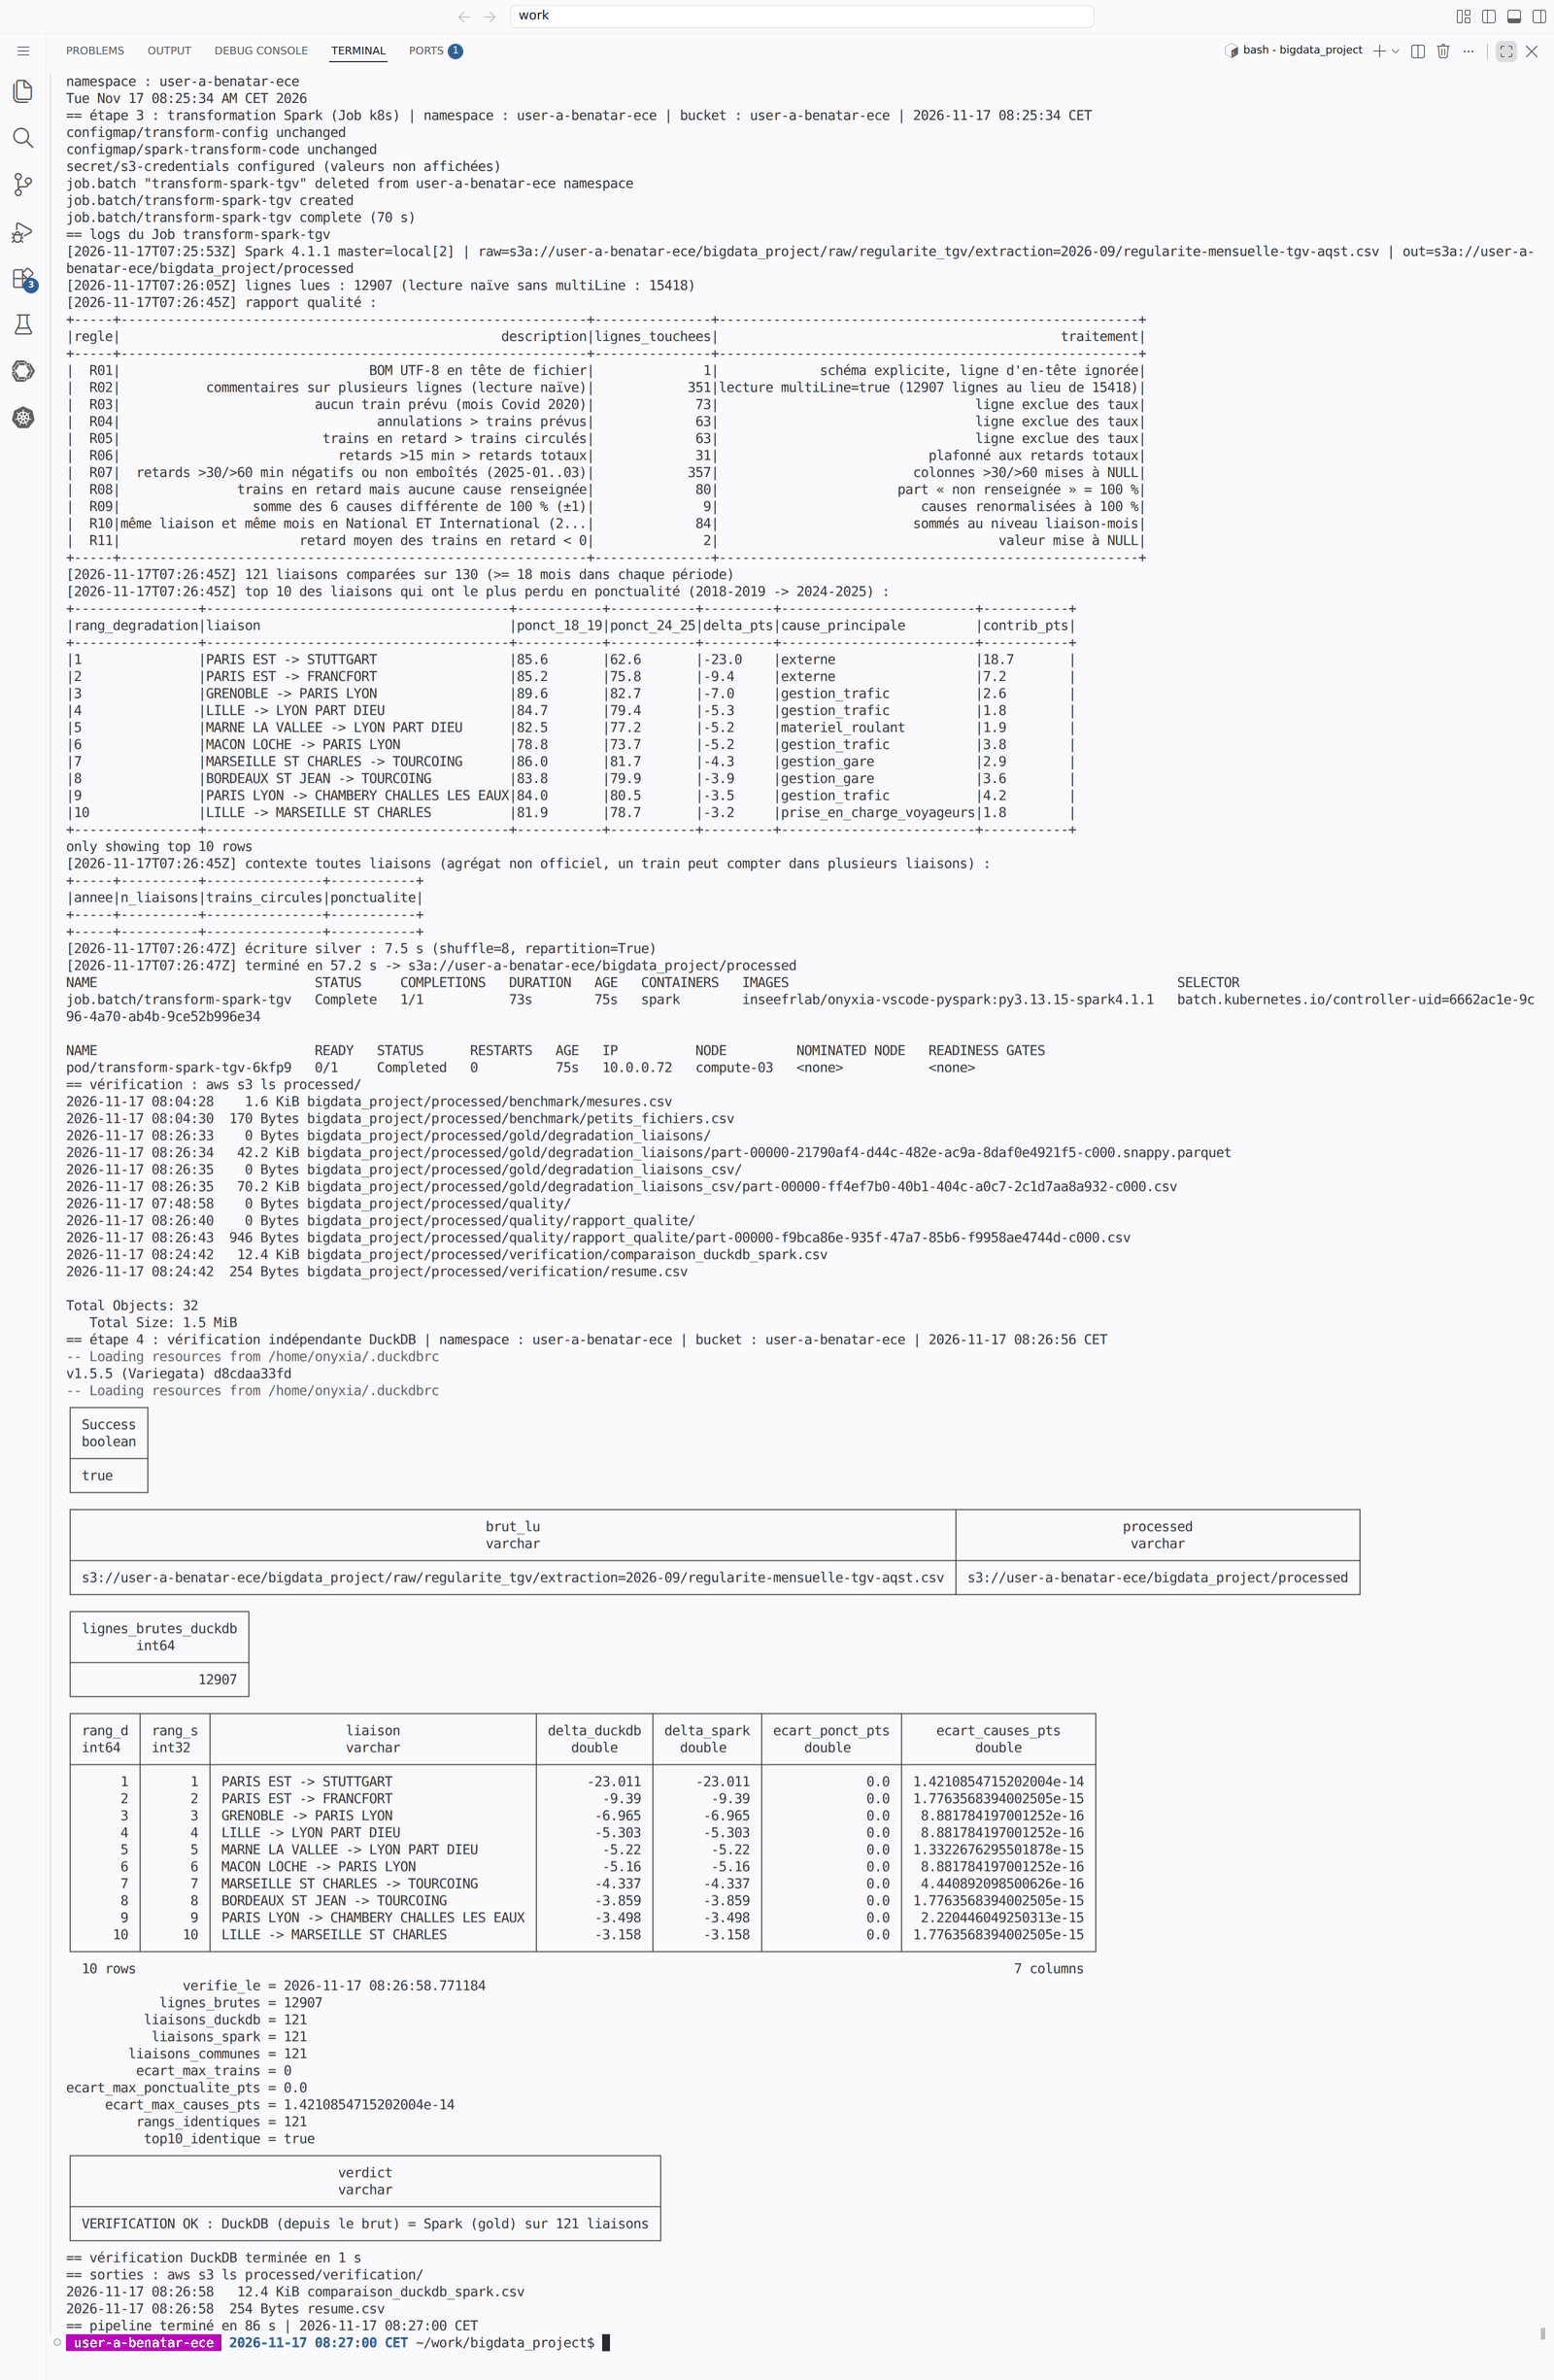 work
PROBLEMS OUTPUT DEBUG CONSOLE TERMINAL PORTS 1 bash - bigdata_project
3
namespace : user-a-benatar-ece
Tue Nov 17 08:25:34 AM CET 2026
== étape 3 : transformation Spark (Job k8s) | namespace : user-a-benatar-ece | bucket : user-a-benatar-ece | 2026-11-17 08:25:34 CET
configmap/transform-config unchanged
configmap/spark-transform-code unchanged
secret/s3-credentials configured (valeurs non affichées)
job.batch "transform-spark-tgv" deleted from user-a-benatar-ece namespace
job.batch/transform-spark-tgv created
job.batch/transform-spark-tgv complete (70 s)
== logs du Job transform-spark-tgv
[2026-11-17T07:25:53Z] Spark 4.1.1 master=local[2] | raw=s3a://user-a-benatar-ece/bigdata_project/raw/regularite_tgv/extraction=2026-09/regularite-mensuelle-tgv-aqst.csv | out=s3a://user-a-
benatar-ece/bigdata_project/processed
[2026-11-17T07:26:05Z] lignes lues : 12907 (lecture naïve sans multiLine : 15418)
[2026-11-17T07:26:45Z] rapport qualité :
+-----+------------------------------------------------------------+---------------+-------------------------------------------------------+
|regle| description|lignes_touchees| traitement|
+-----+------------------------------------------------------------+---------------+-------------------------------------------------------+
| R01| BOM UTF-8 en tête de fichier| 1| schéma explicite, ligne d'en-tête ignorée|
| R02| commentaires sur plusieurs lignes (lecture naïve)| 351|lecture multiLine=true (12907 lignes au lieu de 15418)|
| R03| aucun train prévu (mois Covid 2020)| 73| ligne exclue des taux|
| R04| annulations > trains prévus| 63| ligne exclue des taux|
| R05| trains en retard > trains circulés| 63| ligne exclue des taux|
| R06| retards >15 min > retards totaux| 31| plafonné aux retards totaux|
| R07| retards >30/>60 min négatifs ou non emboîtés (2025-01..03)| 357| colonnes >30/>60 mises à NULL|
| R08| trains en retard mais aucune cause renseignée| 80| part « non renseignée » = 100 %|
| R09| somme des 6 causes différente de 100 % (±1)| 9| causes renormalisées à 100 %|
| R10|même liaison et même mois en National ET International (2...| 84| sommés au niveau liaison-mois|
| R11| retard moyen des trains en retard < 0| 2| valeur mise à NULL|
+-----+------------------------------------------------------------+---------------+-------------------------------------------------------+
[2026-11-17T07:26:45Z] 121 liaisons comparées sur 130 (>= 18 mois dans chaque période)
[2026-11-17T07:26:45Z] top 10 des liaisons qui ont le plus perdu en ponctualité (2018-2019 -> 2024-2025) :
+----------------+---------------------------------------+-----------+-----------+---------+-------------------------+-----------+
|rang_degradation|liaison |ponct_18_19|ponct_24_25|delta_pts|cause_principale |contrib_pts|
+----------------+---------------------------------------+-----------+-----------+---------+-------------------------+-----------+
|1 |PARIS EST -> STUTTGART |85.6 |62.6 |-23.0 |externe |18.7 |
|2 |PARIS EST -> FRANCFORT |85.2 |75.8 |-9.4 |externe |7.2 |
|3 |GRENOBLE -> PARIS LYON |89.6 |82.7 |-7.0 |gestion_trafic |2.6 |
|4 |LILLE -> LYON PART DIEU |84.7 |79.4 |-5.3 |gestion_trafic |1.8 |
|5 |MARNE LA VALLEE -> LYON PART DIEU |82.5 |77.2 |-5.2 |materiel_roulant |1.9 |
|6 |MACON LOCHE -> PARIS LYON |78.8 |73.7 |-5.2 |gestion_trafic |3.8 |
|7 |MARSEILLE ST CHARLES -> TOURCOING |86.0 |81.7 |-4.3 |gestion_gare |2.9 |
|8 |BORDEAUX ST JEAN -> TOURCOING |83.8 |79.9 |-3.9 |gestion_gare |3.6 |
|9 |PARIS LYON -> CHAMBERY CHALLES LES EAUX|84.0 |80.5 |-3.5 |gestion_trafic |4.2 |
|10 |LILLE -> MARSEILLE ST CHARLES |81.9 |78.7 |-3.2 |prise_en_charge_voyageurs|1.8 |
+----------------+---------------------------------------+-----------+-----------+---------+-------------------------+-----------+
only showing top 10 rows
[2026-11-17T07:26:45Z] contexte toutes liaisons (agrégat non officiel, un train peut compter dans plusieurs liaisons) :
+-----+----------+---------------+-----------+
|annee|n_liaisons|trains_circules|ponctualite|
+-----+----------+---------------+-----------+
+-----+----------+---------------+-----------+
[2026-11-17T07:26:47Z] écriture silver : 7.5 s (shuffle=8, repartition=True)
[2026-11-17T07:26:47Z] terminé en 57.2 s -> s3a://user-a-benatar-ece/bigdata_project/processed
NAME STATUS COMPLETIONS DURATION AGE CONTAINERS IMAGES SELECTOR
job.batch/transform-spark-tgv Complete 1/1 73s 75s spark inseefrlab/onyxia-vscode-pyspark:py3.13.15-spark4.1.1 batch.kubernetes.io/controller-uid=6662ac1e-9c
96-4a70-ab4b-9ce52b996e34
NAME READY STATUS RESTARTS AGE IP NODE NOMINATED NODE READINESS GATES
pod/transform-spark-tgv-6kfp9 0/1 Completed 0 75s 10.0.0.72 compute-03 <none> <none>
== vérification : aws s3 ls processed/
2026-11-17 08:04:28 1.6 KiB bigdata_project/processed/benchmark/mesures.csv
2026-11-17 08:04:30 170 Bytes bigdata_project/processed/benchmark/petits_fichiers.csv
2026-11-17 08:26:33 0 Bytes bigdata_project/processed/gold/degradation_liaisons/
2026-11-17 08:26:34 42.2 KiB bigdata_project/processed/gold/degradation_liaisons/part-00000-21790af4-d44c-482e-ac9a-8daf0e4921f5-c000.snappy.parquet
2026-11-17 08:26:35 0 Bytes bigdata_project/processed/gold/degradation_liaisons_csv/
2026-11-17 08:26:35 70.2 KiB bigdata_project/processed/gold/degradation_liaisons_csv/part-00000-ff4ef7b0-40b1-404c-a0c7-2c1d7aa8a932-c000.csv
2026-11-17 07:48:58 0 Bytes bigdata_project/processed/quality/
2026-11-17 08:26:40 0 Bytes bigdata_project/processed/quality/rapport_qualite/
2026-11-17 08:26:43 946 Bytes bigdata_project/processed/quality/rapport_qualite/part-00000-f9bca86e-935f-47a7-85b6-f9958ae4744d-c000.csv
2026-11-17 08:24:42 12.4 KiB bigdata_project/processed/verification/comparaison_duckdb_spark.csv
2026-11-17 08:24:42 254 Bytes bigdata_project/processed/verification/resume.csv
Total Objects: 32
Total Size: 1.5 MiB
== étape 4 : vérification indépendante DuckDB | namespace : user-a-benatar-ece | bucket : user-a-benatar-ece | 2026-11-17 08:26:56 CET
-- Loading resources from /home/onyxia/.duckdbrc
v1.5.5 (Variegata) d8cdaa33fd
-- Loading resources from /home/onyxia/.duckdbrc
Success
boolean
true
brut_lu processed
varchar varchar
s3://user-a-benatar-ece/bigdata_project/raw/regularite_tgv/extraction=2026-09/regularite-mensuelle-tgv-aqst.csv s3://user-a-benatar-ece/bigdata_project/processed
lignes_brutes_duckdb
int64
12907
rang_d rang_s liaison delta_duckdb delta_spark ecart_ponct_pts ecart_causes_pts
int64 int32 varchar double double double double
1 1 PARIS EST -> STUTTGART -23.011 -23.011 0.0 1.4210854715202004e-14
2 2 PARIS EST -> FRANCFORT -9.39 -9.39 0.0 1.7763568394002505e-15
3 3 GRENOBLE -> PARIS LYON -6.965 -6.965 0.0 8.881784197001252e-16
4 4 LILLE -> LYON PART DIEU -5.303 -5.303 0.0 8.881784197001252e-16
5 5 MARNE LA VALLEE -> LYON PART DIEU -5.22 -5.22 0.0 1.3322676295501878e-15
6 6 MACON LOCHE -> PARIS LYON -5.16 -5.16 0.0 8.881784197001252e-16
7 7 MARSEILLE ST CHARLES -> TOURCOING -4.337 -4.337 0.0 4.440892098500626e-16
8 8 BORDEAUX ST JEAN -> TOURCOING -3.859 -3.859 0.0 1.7763568394002505e-15
9 9 PARIS LYON -> CHAMBERY CHALLES LES EAUX -3.498 -3.498 0.0 2.220446049250313e-15
10 10 LILLE -> MARSEILLE ST CHARLES -3.158 -3.158 0.0 1.7763568394002505e-15
10 rows 7 columns
verifie_le = 2026-11-17 08:26:58.771184
lignes_brutes = 12907
liaisons_duckdb = 121
liaisons_spark = 121
liaisons_communes = 121
ecart_max_trains = 0
ecart_max_ponctualite_pts = 0.0
ecart_max_causes_pts = 1.4210854715202004e-14
rangs_identiques = 121
top10_identique = true
verdict
varchar
VERIFICATION OK : DuckDB (depuis le brut) = Spark (gold) sur 121 liaisons
== vérification DuckDB terminée en 1 s
== sorties : aws s3 ls processed/verification/
2026-11-17 08:26:58 12.4 KiB comparaison_duckdb_spark.csv
2026-11-17 08:26:58 254 Bytes resume.csv
== pipeline terminé en 86 s | 2026-11-17 08:27:00 CET
user-a-benatar-ece 2026-11-17 08:27:00 CET ~/work/bigdata_project$